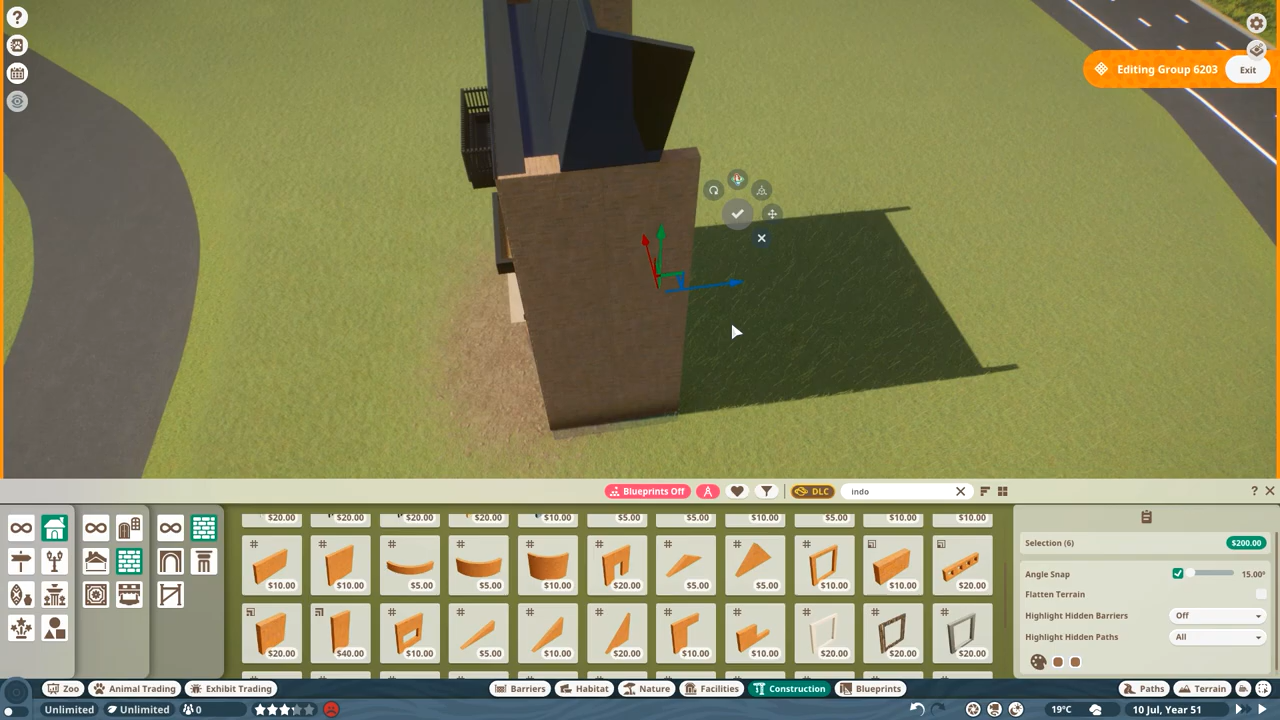 ?
Editing Group 6203
Exit
Blueprints Off
DLC
indo
?
$20.00 $20.00 $20.00 $20.00 $10.00 $5.00 $5.00 $10.00 $5.00 $10.00 $10.00
$10.00 $10.00 $5.00 $5.00 $10.00 $20.00 $5.00 $5.00 $10.00 $10.00 $20.00
$20.00 $40.00 $10.00 $5.00 $10.00 $20.00 $10.00 $10.00 $20.00 $20.00 $20.00
Selection (6)
$200.00
Angle Snap
15.00°
Flatten Terrain
Highlight Hidden Barriers
Off
Highlight Hidden Paths
All
Zoo
Animal Trading
Exhibit Trading
Barriers
Habitat
Nature
Facilities
Construction
Blueprints
Paths
Terrain
Unlimited
Unlimited
0
19°C
10 Jul, Year 51